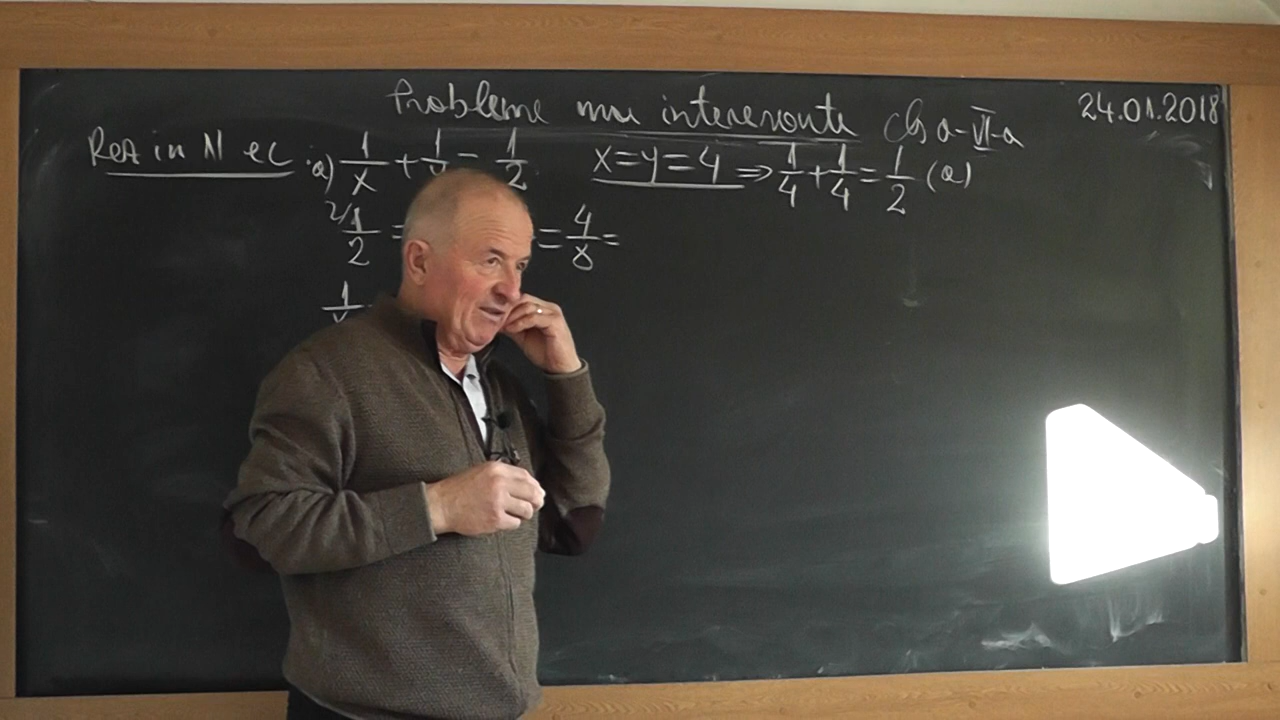 Probleme mai interesante cls a-VI-a 24.01.2018
Rez in N ec a) 1/x + 1/y = 1/2 x=y=4 ⇒ 1/4 + 1/4 = 1/2 (a)
2/ 1/2 = = 4/8 =
1/x